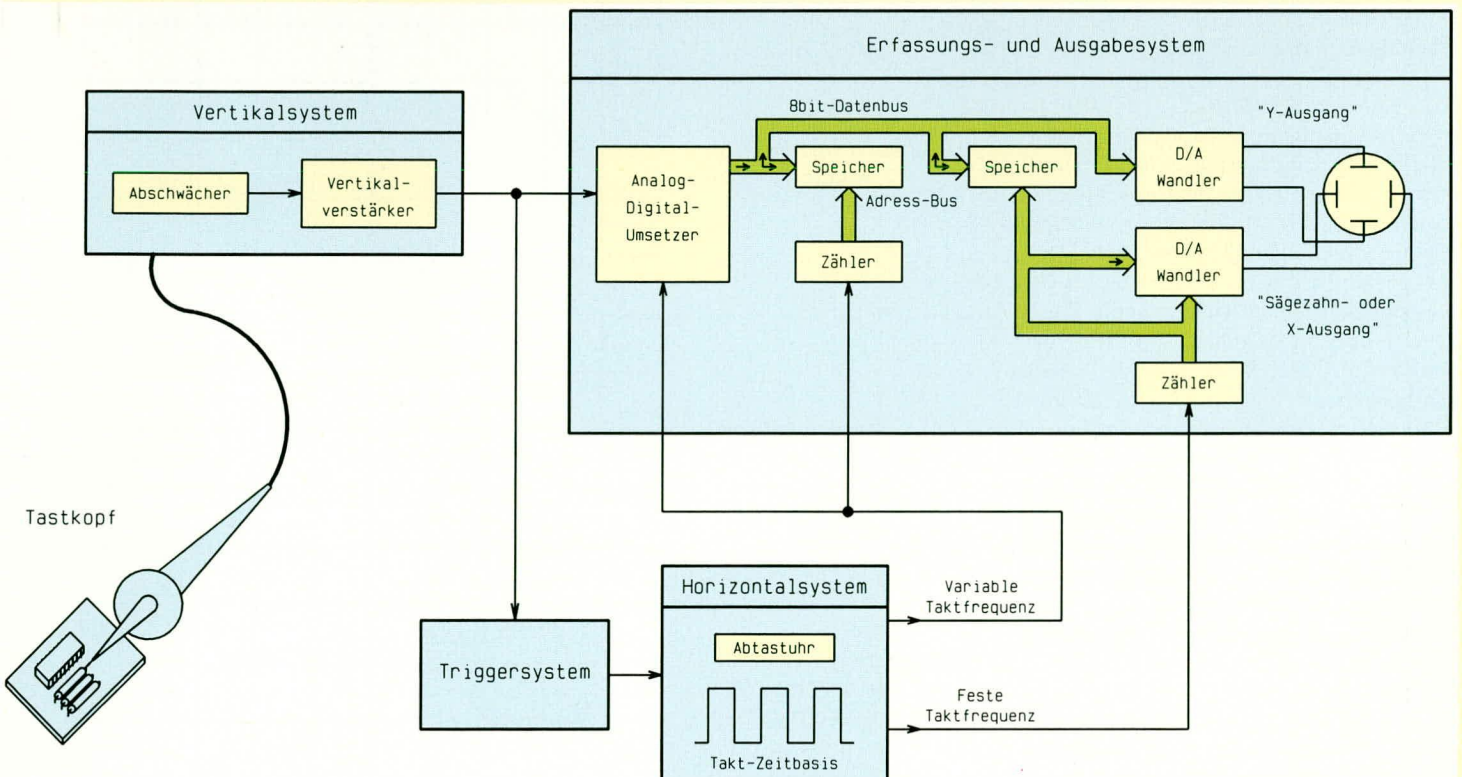 Erfassungs- und Ausgabesystem
Vertikalsystem
8bit-Datenbus
"Y-Ausgang"
Abschwächer
Vertikal-
verstärker
Analog-
Digital-
Umsetzer
Speicher
Speicher
D/A
Wandler
Adress-Bus
Zähler
D/A
Wandler
"Sägezahn- oder
X-Ausgang"
Zähler
Tastkopf
Triggersystem
Horizontalsystem
Abtastuhr
Takt-Zeitbasis
Variable
Taktfrequenz
Feste
Taktfrequenz